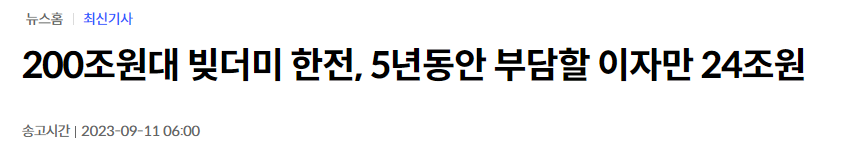 뉴스홈 | 최신기사
200조원대 빚더미 한전, 5년동안 부담할 이자만 24조원
송고시간 | 2023-09-11 06:00